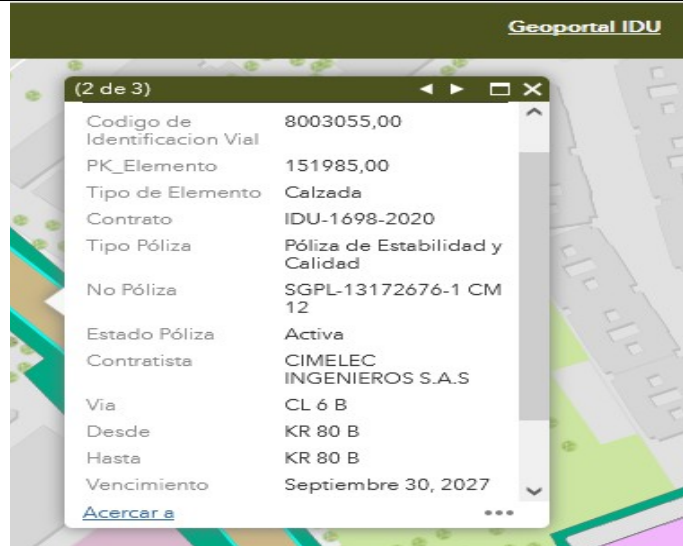 Geoportal IDU
(2 de 3)
Codigo de Identificacion Vial 8003055,00
PK_Elemento 151985,00
Tipo de Elemento Calzada
Contrato IDU-1698-2020
Tipo Póliza Póliza de Estabilidad y Calidad
No Póliza SGPL-13172676-1 CM 12
Estado Póliza Activa
Contratista CIMELEC INGENIEROS S.A.S
Via CL 6 B
Desde KR 80 B
Hasta KR 80 B
Vencimiento Septiembre 30, 2027
Acercar a